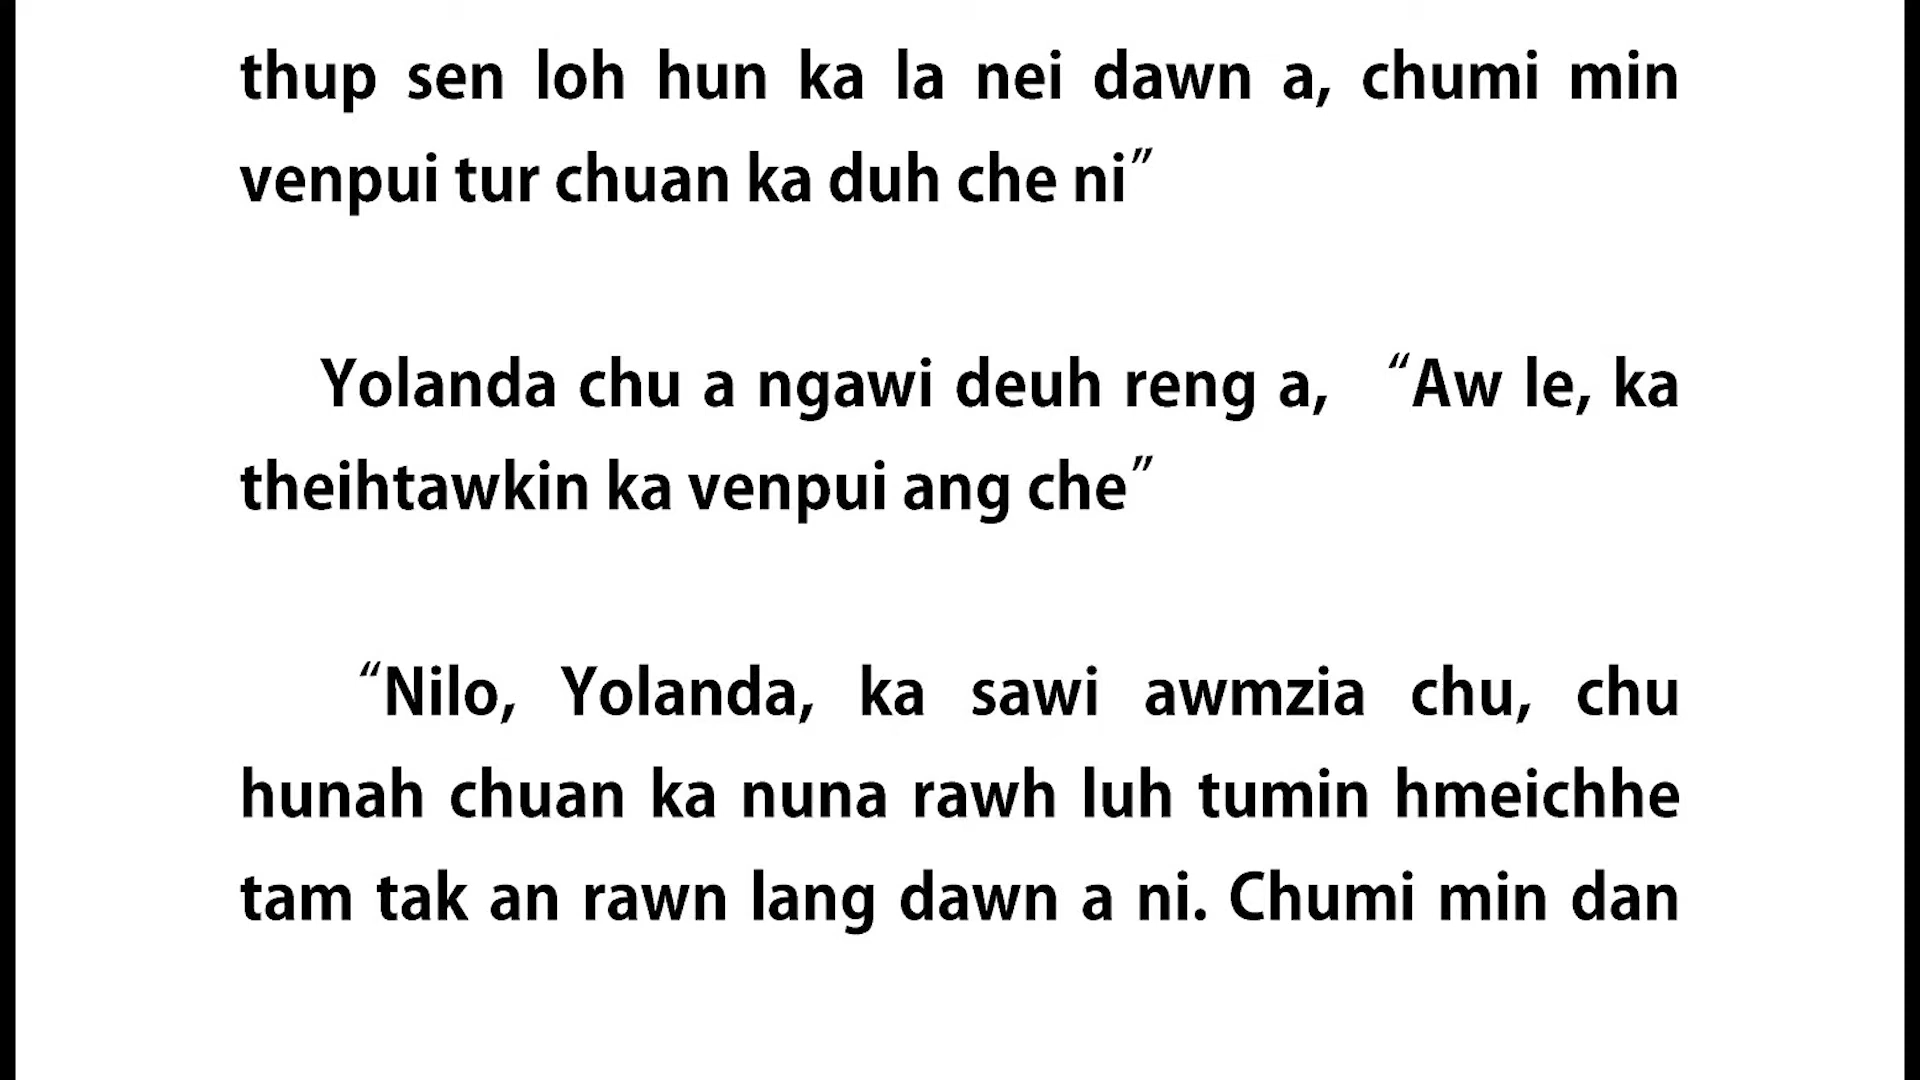 thup sen loh hun ka la nei dawn a, chumi min
venpui tur chuan ka duh che ni”
Yolanda chu a ngawi deuh reng a, “Aw le, ka
theihtawkin ka venpui ang che”
“Nilo, Yolanda, ka sawi awmzia chu, chu
hunah chuan ka nuna rawh luh tumin hmeichhe
tam tak an rawn lang dawn a ni. Chumi min dan